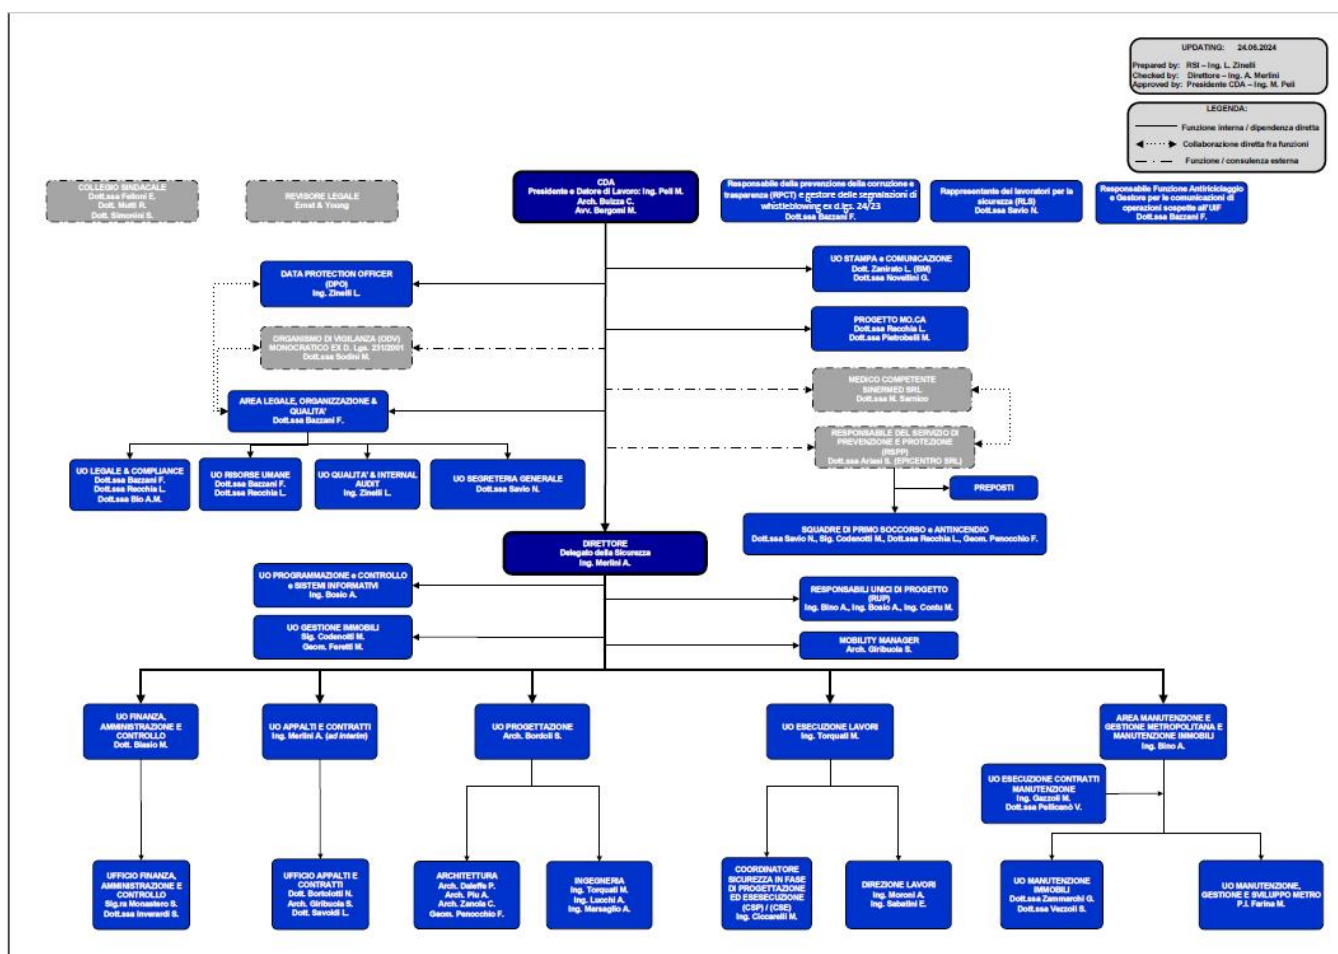 UPDATING: 24.06.2024
Prepared by: RSI – Ing. L. Zinelli
Checked by: Direttore – Ing. A. Merlini
Approved by: Presidente CDA – Ing. M. Peli
LEGENDA:
Funzione interna / dipendenza diretta
Collaborazione diretta fra funzioni
Funzione / consulenza esterna
COLLEGIO SINDACALE
Dott.ssa Felloni E.
Dott. Mutti R.
Dott. Simonini S.
REVISORE LEGALE
Ernst & Young
CDA
Presidente e Datore di Lavoro: Ing. Peli M.
Arch. Buizza C.
Avv. Bergomi M.
Responsabile della prevenzione della corruzione e
trasparenza (RPCT) e gestore delle segnalazioni di
whistleblowing ex d.lgs. 24/23
Dott.ssa Bazzani F.
Rappresentante dei lavoratori per la
sicurezza (RLS)
Dott.ssa Savio N.
Responsabile Funzione Antiriciclaggio
e Gestore per le comunicazioni di
operazioni sospette all'UIF
Dott.ssa Bazzani F.
DATA PROTECTION OFFICER
(DPO)
Ing. Zinelli L.
UO STAMPA e COMUNICAZIONE
Dott. Zanirato L. (BM)
Dott.ssa Novellini G.
ORGANISMO DI VIGILANZA (ODV)
MONOCRATICO EX D. Lgs. 231/2001
Dott.ssa Sodini M.
PROGETTO MO.CA
Dott.ssa Recchia L.
Dott.ssa Pietrobelli M.
MEDICO COMPETENTE
SINERMED SRL
Dott.ssa M. Sarnico
AREA LEGALE, ORGANIZZAZIONE &
QUALITA'
Dott.ssa Bazzani F.
RESPONSABILE DEL SERVIZIO DI
PREVENZIONE E PROTEZIONE
(RSPP)
Dott.ssa Ariasi S. (EPICENTRO SRL)
UO LEGALE & COMPLIANCE
Dott.ssa Bazzani F.
Dott.ssa Recchia L.
Dott.ssa Bio A.M.
UO RISORSE UMANE
Dott.ssa Bazzani F.
Dott.ssa Recchia L.
UO QUALITA' & INTERNAL
AUDIT
Ing. Zinelli L.
UO SEGRETERIA GENERALE
Dott.ssa Savio N.
PREPOSTI
SQUADRE DI PRIMO SOCCORSO e ANTINCENDIO
Dott.ssa Savio N., Sig. Codenotti M., Dott.ssa Recchia L., Geom. Penocchio F.
DIRETTORE
Delegato della Sicurezza
Ing. Merlini A.
UO PROGRAMMAZIONE e CONTROLLO
e SISTEMI INFORMATIVI
Ing. Bosio A.
RESPONSABILI UNICI DI PROGETTO
(RUP)
Ing. Bino A., Ing. Bosio A., Ing. Contu M.
UO GESTIONE IMMOBILI
Sig. Codenotti M.
Geom. Feretti M.
MOBILITY MANAGER
Arch. Giribuola S.
UO FINANZA,
AMMINISTRAZIONE E
CONTROLLO
Dott. Biasio M.
UO APPALTI E CONTRATTI
Ing. Merlini A. (ad interim)
UO PROGETTAZIONE
Arch. Bordoli S.
UO ESECUZIONE LAVORI
Ing. Torquati M.
AREA MANUTENZIONE E
GESTIONE METROPOLITANA E
MANUTENZIONE IMMOBILI
Ing. Bino A.
UO ESECUZIONE CONTRATTI
MANUTENZIONE
Ing. Gazzoli M.
Dott.ssa Pellicanò V.
UFFICIO FINANZA,
AMMINISTRAZIONE E
CONTROLLO
Sig.ra Monastero S.
Dott.ssa Inverardi S.
UFFICIO APPALTI E
CONTRATTI
Dott. Bortolotti N.
Arch. Giribuola S.
Dott. Savoldi L.
ARCHITETTURA
Arch. Daleffe P.
Arch. Piu A.
Arch. Zanola C.
Geom. Penocchio F.
INGEGNERIA
Ing. Torquati M.
Ing. Lucchi A.
Ing. Marsaglio A.
COORDINATORE
SICUREZZA IN FASE
DI PROGETTAZIONE
ED ESESECUZIONE
(CSP) / (CSE)
Ing. Ciccarelli M.
DIREZIONE LAVORI
Ing. Moroni A.
Ing. Sabatini E.
UO MANUTENZIONE
IMMOBILI
Dott.ssa Zammarchi G.
Dott.ssa Vezzoli S.
UO MANUTENZIONE,
GESTIONE E SVILUPPO METRO
P.I. Farina M.